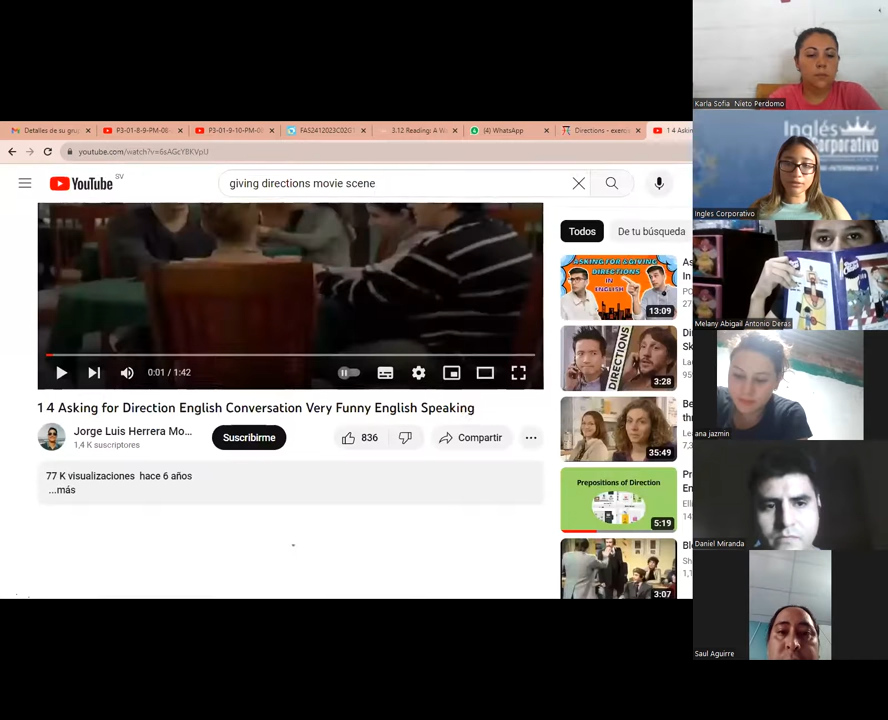 Detalles de su gru
P3-01-8-9-PM-08-
P3-01-9-10-PM-08
FAS2412023C02G1
3.12 Reading: A W
(4) WhatsApp
Directions - exerc
1 4 Aski
youtube.com/watch?v=6sAGcYBKVpU
YouTube SV
giving directions movie scene
0:01 / 1:42
1 4 Asking for Direction English Conversation Very Funny English Speaking
Jorge Luis Herrera Mo...
1,4 K suscriptores
Suscribirme
836
Compartir
77 K visualizaciones hace 6 años
...más
Todos
De tu búsqueda
ASKING FOR & GIVING
DIRECTIONS
IN
ENGLISH
13:09
DIRECTIONS
3:28
35:49
Prepositions of Direction
5:19
3:07
Karla Sofia Nieto Perdomo
Inglés
Corporativo
Ingles Corporativo
Melany Abigail Antonio Deras
ana jazmin
Daniel Miranda
Saul Aguirre